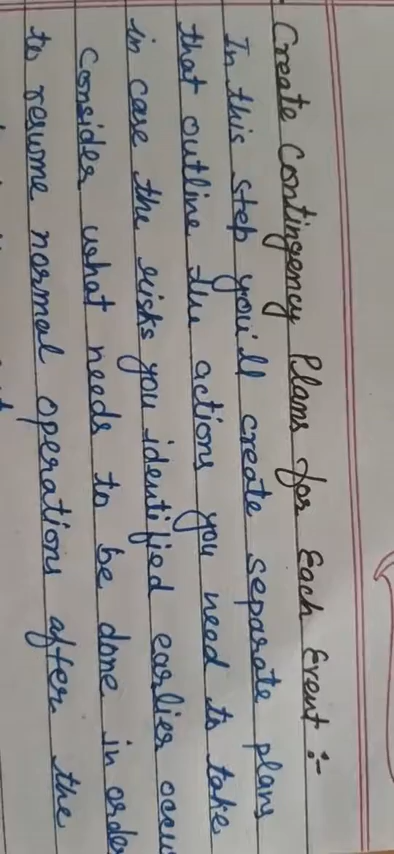 Create Contingency Plans for Each Event :-
In this step you'll create separate plans
that outline the actions you need to take
in case the risks you identified earlier occu
Consider what needs to be done in order
to resume normal operations after the